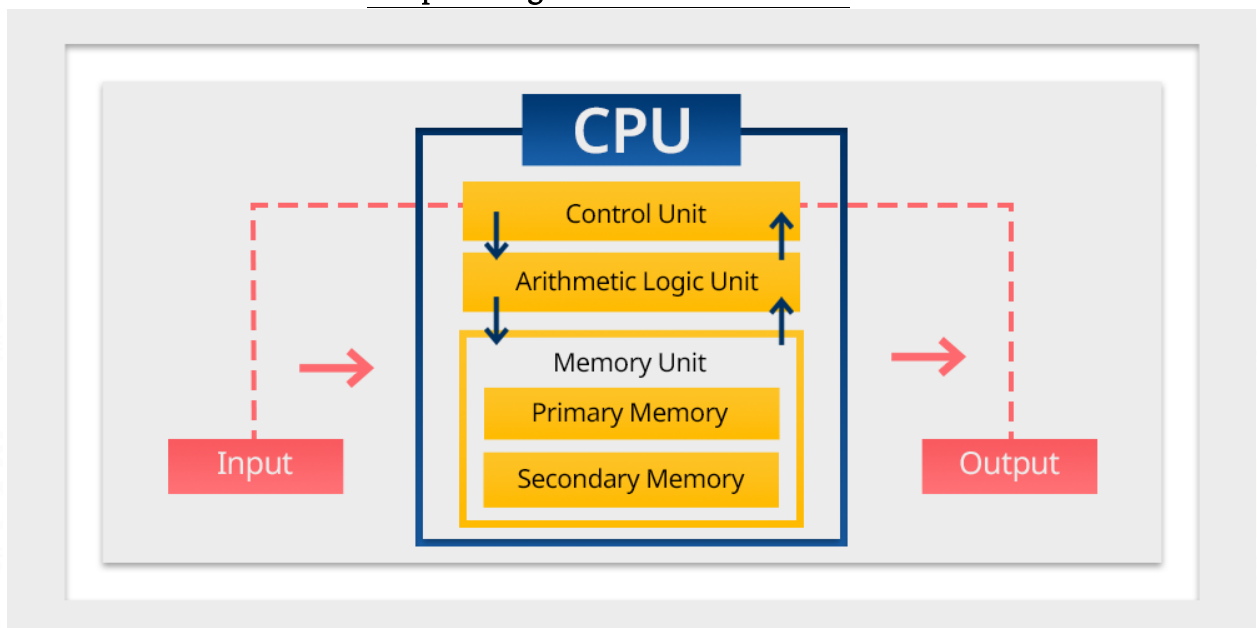 CPU
Control Unit
Arithmetic Logic Unit
Memory Unit
Primary Memory
Secondary Memory
Input
Output